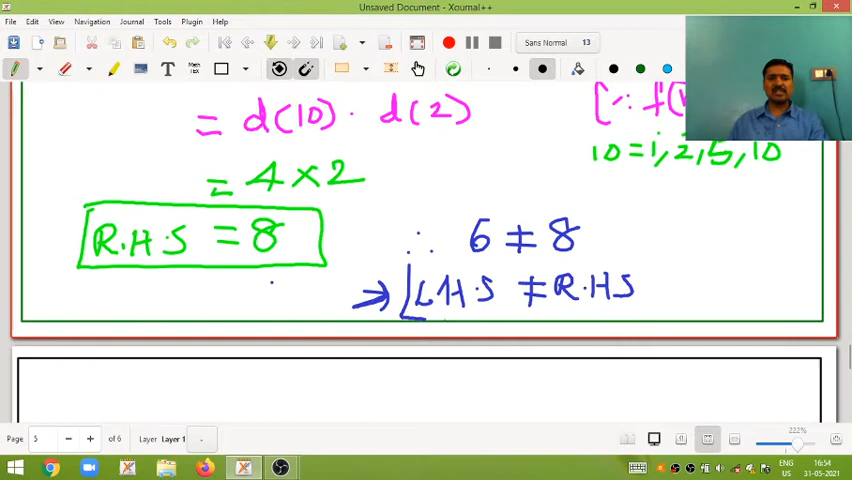 Unsaved Document - Xournal++
File Edit View Navigation Journal Tools Plugin Help
Sans Normal 13
= d(10) · d(2)
[∵ f(
10 = 1, 2, 5, 10
= 4 × 2
R.H.S = 8
∴ 6 ≠ 8
→ L.H.S ≠ R.H.S
Page 5 of 6 Layer Layer 1 222%
ENG 16:54
31-05-2021